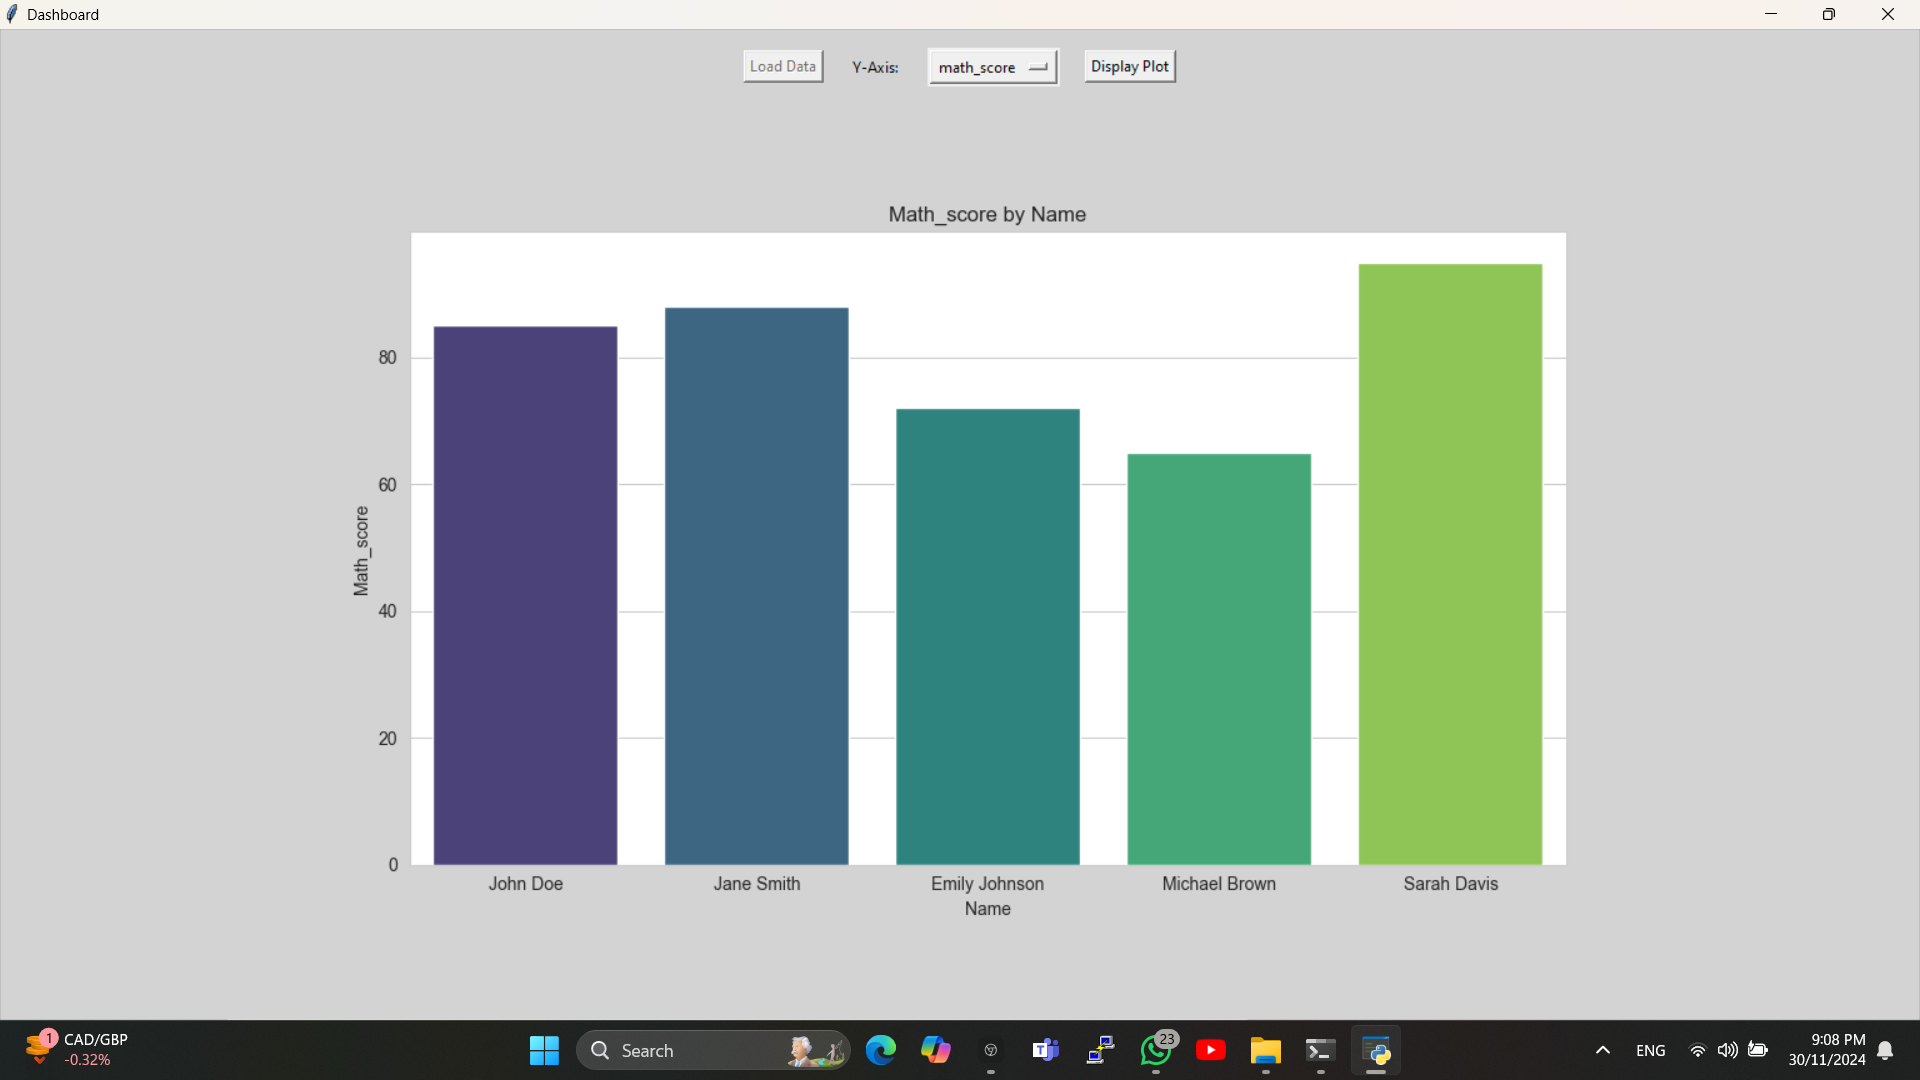 Dashboard
Load Data
Y-Axis:
math_score
Display Plot
Math_score by Name
80
60
40
20
0
Math_score
John Doe
Jane Smith
Emily Johnson
Michael Brown
Sarah Davis
Name
1
CAD/GBP
-0.32%
Search
T
23
ENG
9:08 PM
30/11/2024